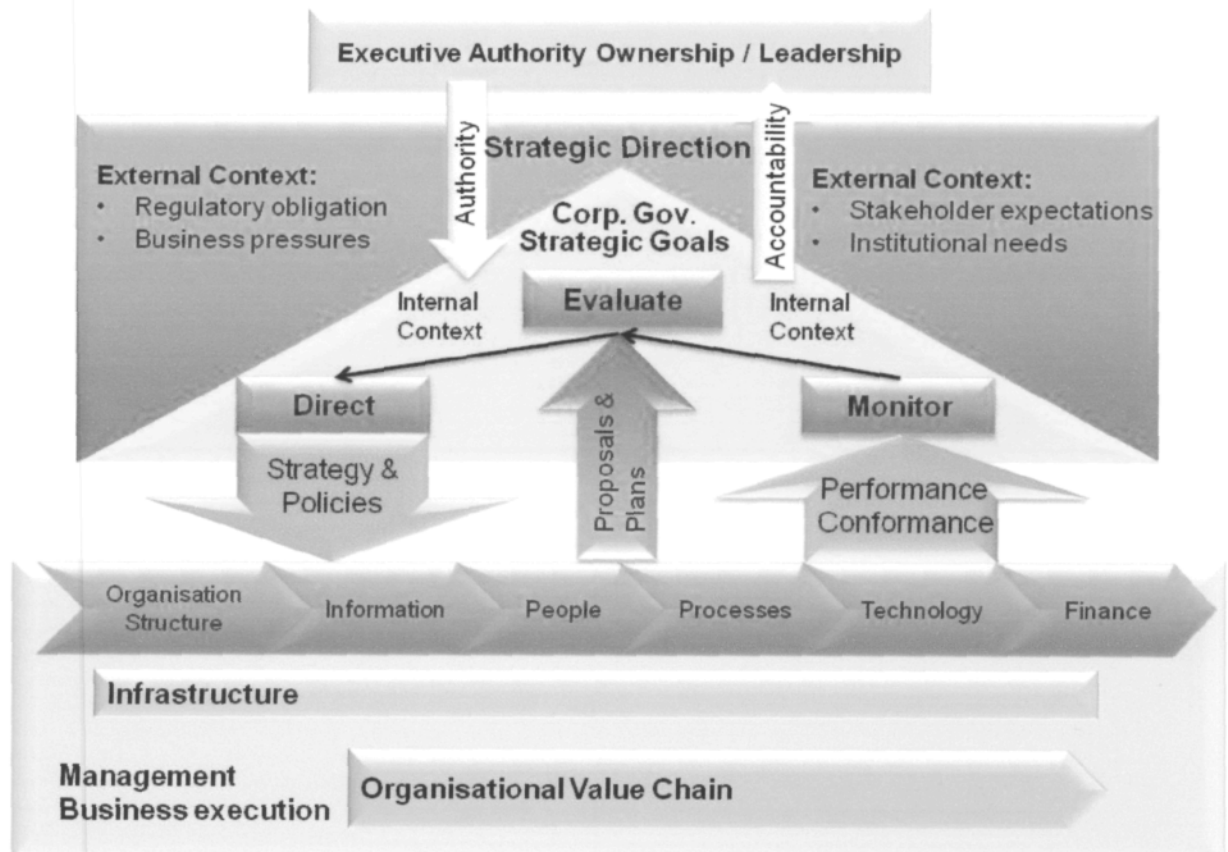 Executive Authority Ownership / Leadership
Authority
Accountability
Strategic Direction
External Context:
• Regulatory obligation
• Business pressures
External Context:
• Stakeholder expectations
• Institutional needs
Corp. Gov.
Strategic Goals
Internal
Context
Evaluate
Internal
Context
Direct
Monitor
Strategy &
Policies
Proposals &
Plans
Performance
Conformance
Organisation
Structure
Information
People
Processes
Technology
Finance
Infrastructure
Management
Business execution
Organisational Value Chain